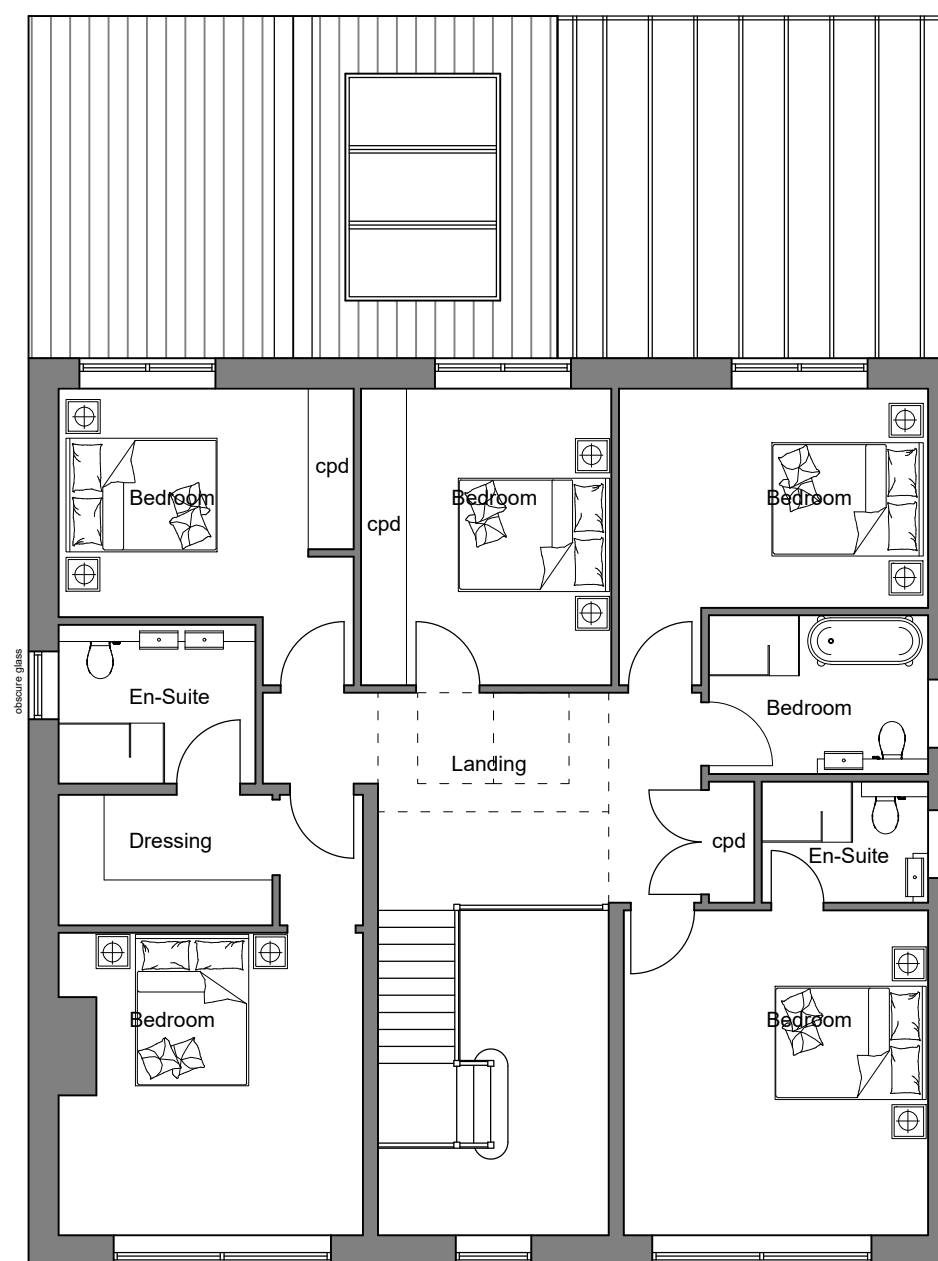 cpd
Bedroom
cpd
Bedroom
Bedroom
obscure glass
En-Suite
Bedroom
Landing
Dressing
cpd
En-Suite
Bedroom
Bedroom